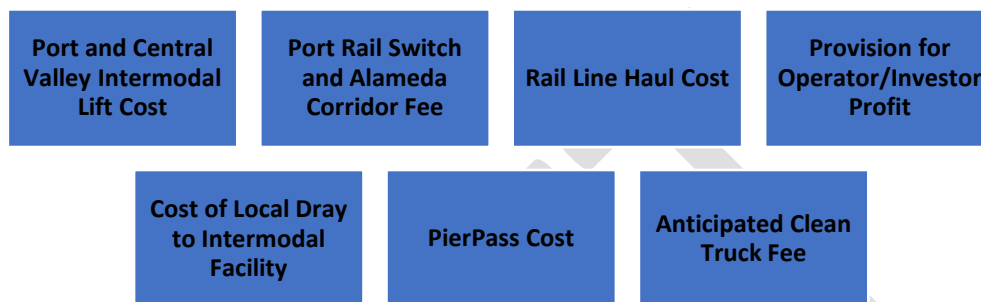 Port and Central
Valley Intermodal
Lift Cost
Port Rail Switch
and Alameda
Corridor Fee
Rail Line Haul Cost
Provision for
Operator/Investor
Profit
Cost of Local Dray
to Intermodal
Facility
PierPass Cost
Anticipated Clean
Truck Fee